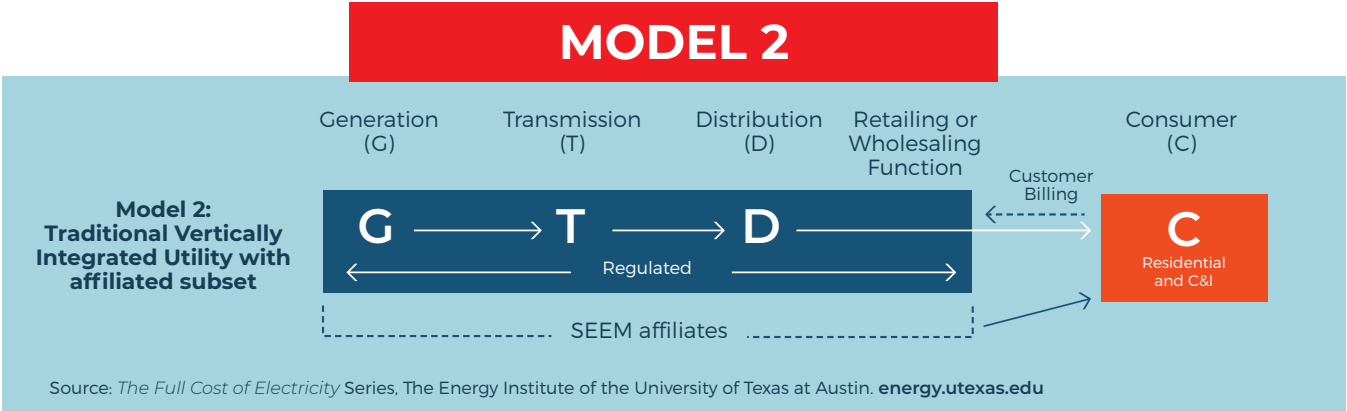 MODEL 2
Generation
(G)
Transmission
(T)
Distribution
(D)
Retailing or
Wholesaling
Function
Consumer
(C)
Model 2:
Traditional Vertically
Integrated Utility with
affiliated subset
G
T
D
Regulated
Customer
Billing
C
Residential
and C&I
SEEM affiliates
Source: The Full Cost of Electricity Series, The Energy Institute of the University of Texas at Austin. energy.utexas.edu